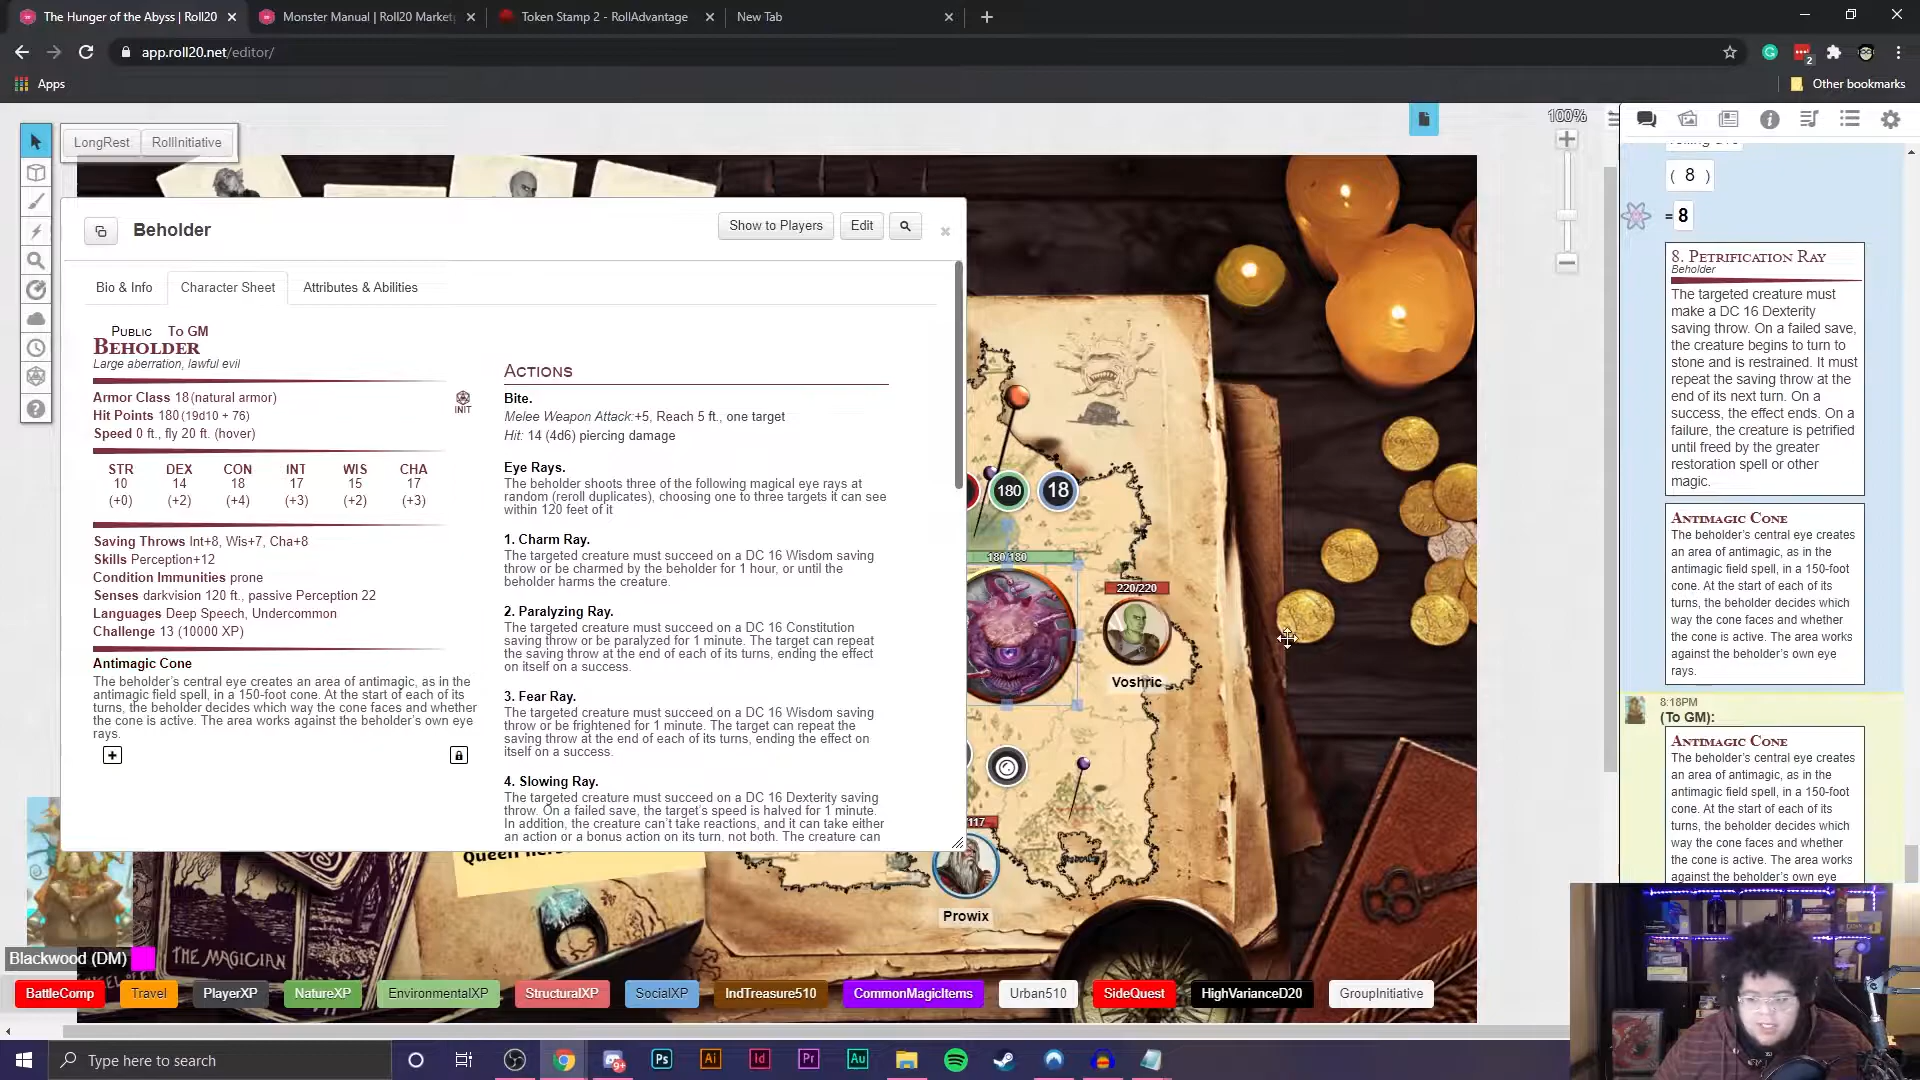 The Hunger of the Abyss | Roll20
Monster Manual | Roll20 Market
Token Stamp 2 - RollAdvantage
New Tab
app.roll20.net/editor/
2
Apps
Other bookmarks
LongRest
RollInitiative
100%
Beholder
Show to Players
Edit
Bio & Info
Character Sheet
Attributes & Abilities
PUBLIC To GM
BEHOLDER
Large aberration, lawful evil
Armor Class 18 (natural armor)
Hit Points 180 (19d10 + 76)
Speed 0 ft., fly 20 ft. (hover)
INIT
STR DEX CON INT WIS CHA
10 14 18 17 15 17
(+0) (+2) (+4) (+3) (+2) (+3)
Saving Throws Int+8, Wis+7, Cha+8
Skills Perception+12
Condition Immunities prone
Senses darkvision 120 ft., passive Perception 22
Languages Deep Speech, Undercommon
Challenge 13 (10000 XP)
Antimagic Cone
The beholder's central eye creates an area of antimagic, as in the
antimagic field spell, in a 150-foot cone. At the start of each of its
turns, the beholder decides which way the cone faces and whether
the cone is active. The area works against the beholder's own eye
rays.
ACTIONS
Bite.
Melee Weapon Attack:+5, Reach 5 ft., one target
Hit: 14 (4d6) piercing damage
Eye Rays.
The beholder shoots three of the following magical eye rays at
random (reroll duplicates), choosing one to three targets it can see
within 120 feet of it
1. Charm Ray.
The targeted creature must succeed on a DC 16 Wisdom saving
throw or be charmed by the beholder for 1 hour, or until the
beholder harms the creature.
2. Paralyzing Ray.
The targeted creature must succeed on a DC 16 Constitution
saving throw or be paralyzed for 1 minute. The target can repeat
the saving throw at the end of each of its turns, ending the effect
on itself on a success.
3. Fear Ray.
The targeted creature must succeed on a DC 16 Wisdom saving
throw or be frightened for 1 minute. The target can repeat the
saving throw at the end of each of its turns, ending the effect on
itself on a success.
4. Slowing Ray.
The targeted creature must succeed on a DC 16 Dexterity saving
throw. On a failed save, the target's speed is halved for 1 minute.
In addition, the creature can't take reactions, and it can take either
an action or a bonus action on its turn, not both. The creature can
180
18
180/180
220/220
Voshric
/117
Prowix
Queen
THE MAGICIAN
Blackwood (DM)
( 8 )
=8
8. PETRIFICATION RAY
Beholder
The targeted creature must
make a DC 16 Dexterity
saving throw. On a failed save,
the creature begins to turn to
stone and is restrained. It must
repeat the saving throw at the
end of its next turn. On a
success, the effect ends. On a
failure, the creature is petrified
until freed by the greater
restoration spell or other
magic.
ANTIMAGIC CONE
The beholder's central eye creates
an area of antimagic, as in the
antimagic field spell, in a 150-foot
cone. At the start of each of its
turns, the beholder decides which
way the cone faces and whether
the cone is active. The area works
against the beholder's own eye
rays.
8:18PM
(To GM):
ANTIMAGIC CONE
The beholder's central eye creates
an area of antimagic, as in the
antimagic field spell, in a 150-foot
cone. At the start of each of its
turns, the beholder decides which
way the cone faces and whether
the cone is active. The area works
against the beholder's own eye
BattleComp
Travel
PlayerXP
NatureXP
EnvironmentalXP
StructuralXP
SocialXP
IndTreasure510
CommonMagicItems
Urban510
SideQuest
HighVarianceD20
GroupInitiative
Type here to search
9+
Ps
Ai
Id
Pr
Au